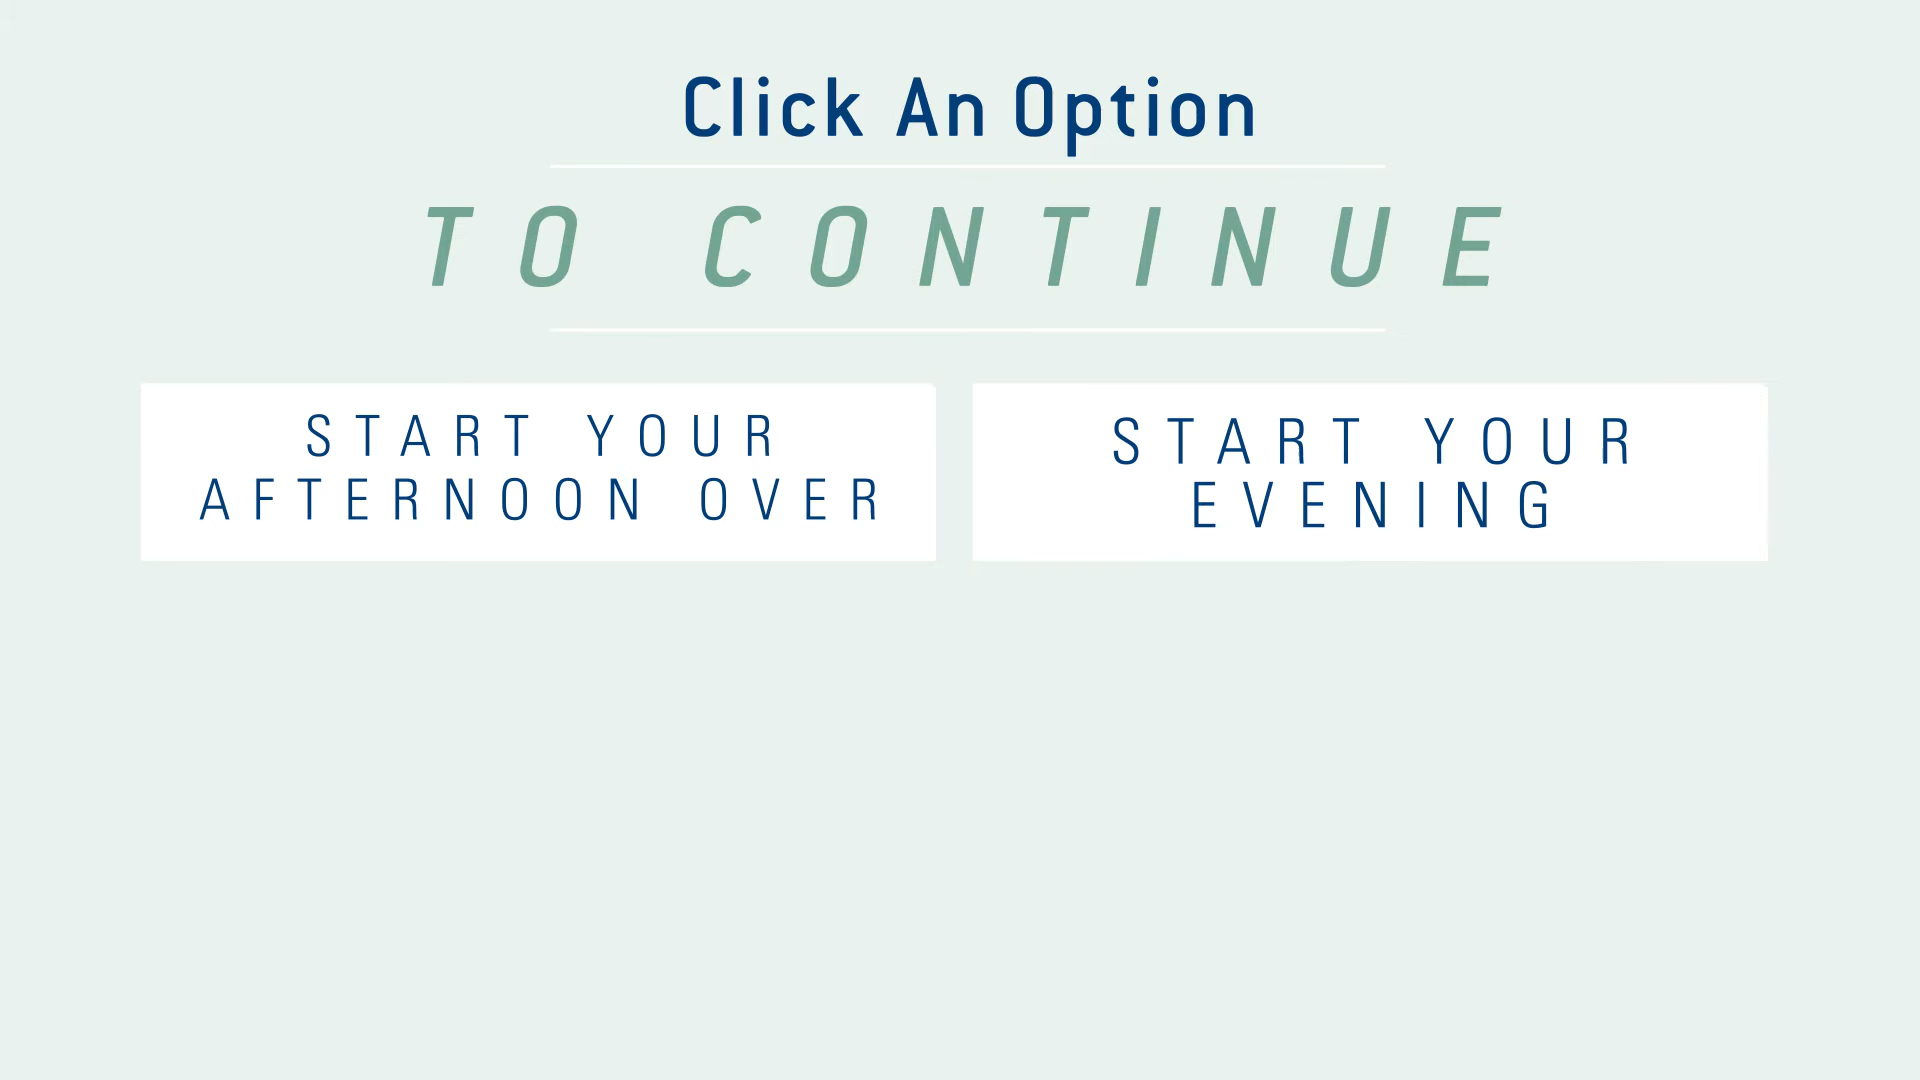 Click An Option
TO CONTINUE
START YOUR
AFTERNOON OVER
START YOUR
EVENING